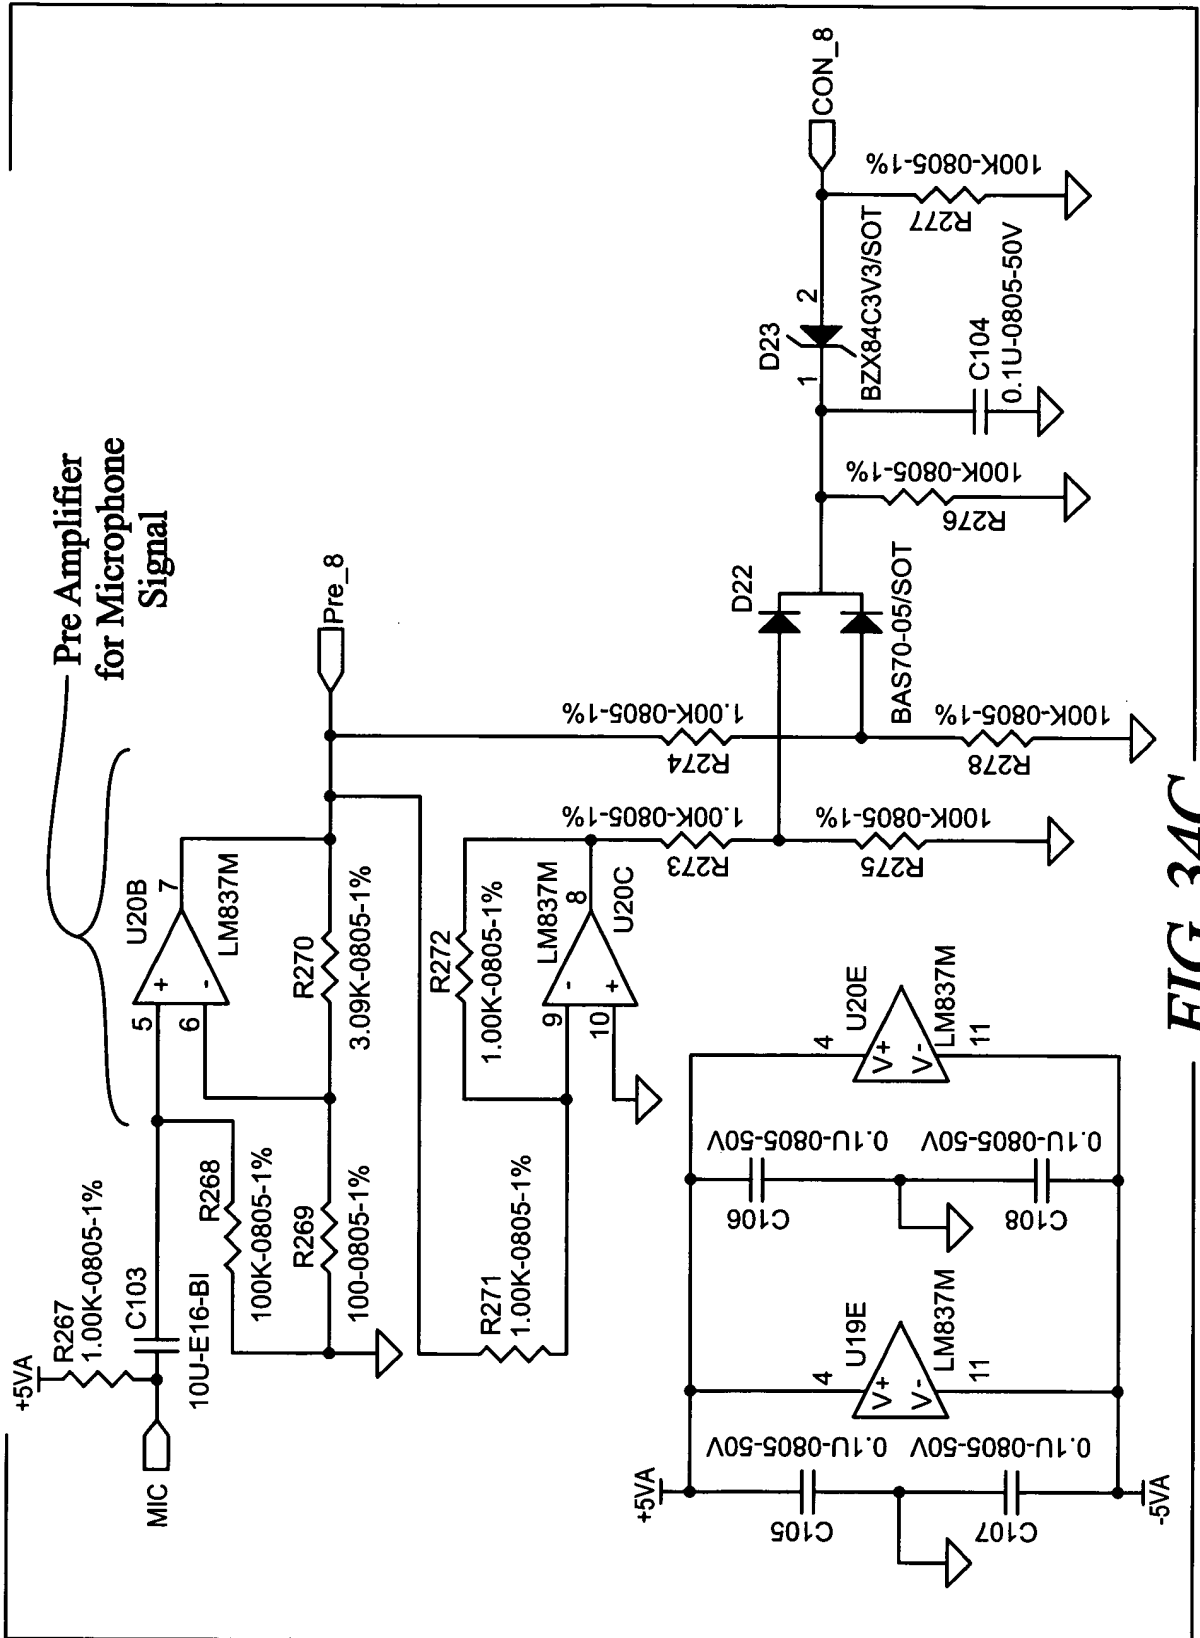 Pre Amplifier
for Microphone
Signal
+5VA
R267
1.00K-0805-1%
MIC
C103
10U-E16-BI
R268
100K-0805-1%
R269
100-0805-1%
5
6
+
-
U20B
7
LM837M
R270
3.09K-0805-1%
Pre_8
R271
1.00K-0805-1%
R272
1.00K-0805-1%
9
10
-
+
LM837M
8
U20C
R273
1.00K-0805-1%
R274
1.00K-0805-1%
R275
100K-0805-1%
R278
100K-0805-1%
D22
BAS70-05/SOT
R276
100K-0805-1%
C104
0.1U-0805-50V
D23
1
2
BZX84C3V3/SOT
R277
100K-0805-1%
CON_8
+5VA
C105
0.1U-0805-50V
C107
0.1U-0805-50V
-5VA
4
U19E
V+
V-
LM837M
11
C106
0.1U-0805-50V
C108
0.1U-0805-50V
4
U20E
V+
V-
LM837M
11
FIG. 34C